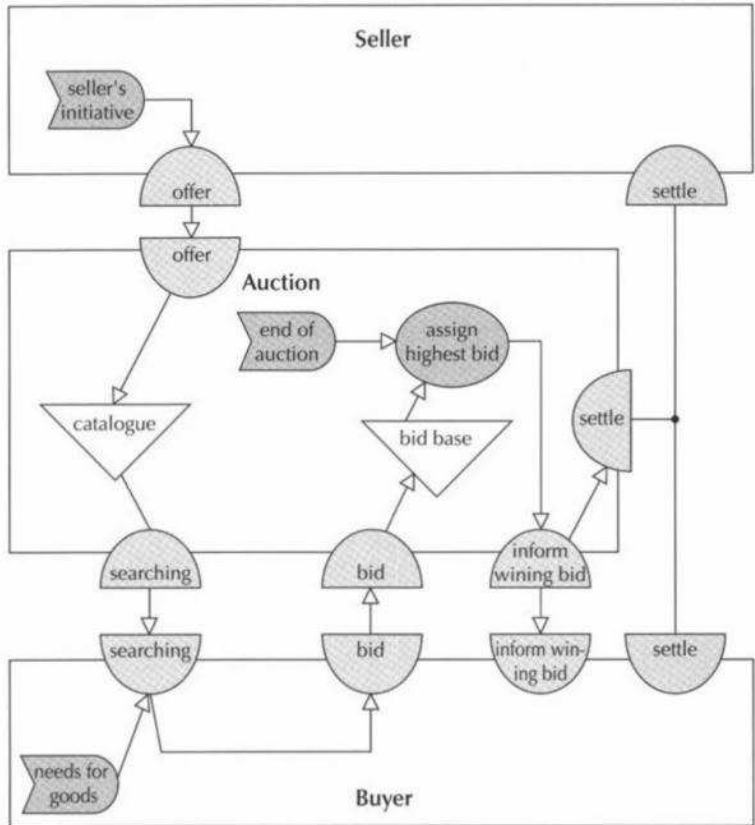 Seller
seller's
initiative
offer
settle
offer
Auction
end of
auction
assign
highest bid
catalogue
bid base
settle
searching
bid
inform
wining bid
searching
bid
inform win-
ing bid
settle
needs for
goods
Buyer